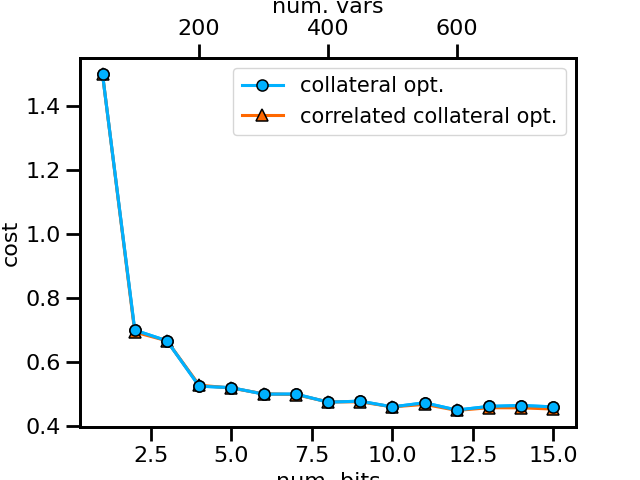 num. vars
200 400 600
collateral opt.
correlated collateral opt.
cost
1.4
1.2
1.0
0.8
0.6
0.4
2.5 5.0 7.5 10.0 12.5 15.0
num. bits